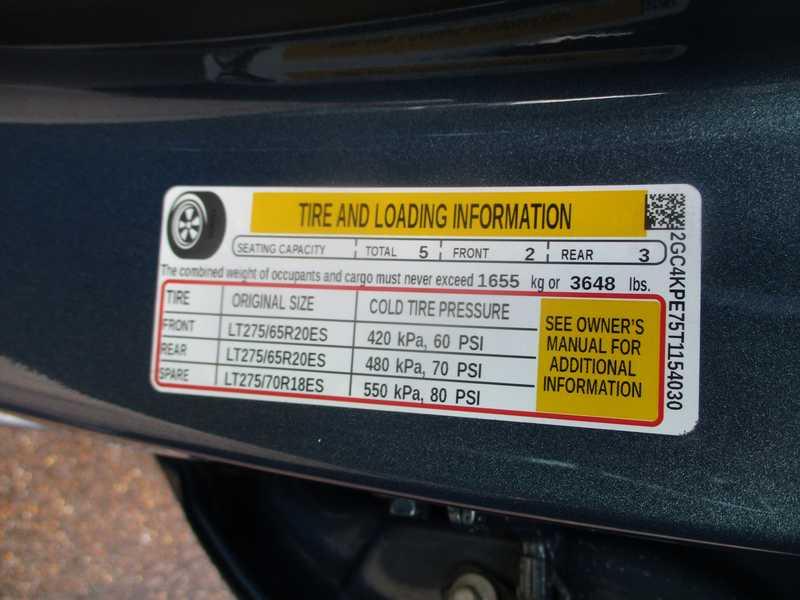 TIRE AND LOADING INFORMATION
SEATING CAPACITY TOTAL 5 FRONT 2 REAR 3
The combined weight of occupants and cargo must never exceed 1655 kg or 3648 lbs.
TIRE ORIGINAL SIZE COLD TIRE PRESSURE
FRONT LT275/65R20ES 420 kPa, 60 PSI
REAR LT275/65R20ES 480 kPa, 70 PSI
SPARE LT275/70R18ES 550 kPa, 80 PSI
SEE OWNER'S
MANUAL FOR
ADDITIONAL
INFORMATION
2GC4KPE75T1154030